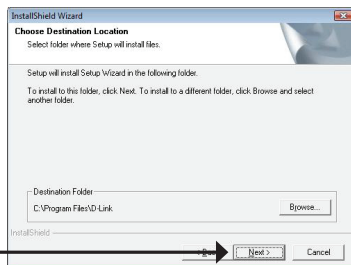 InstallShield Wizard
Choose Destination Location
Select folder where Setup will install files.
Setup will install Setup Wizard in the following folder.
To install to this folder, click Next. To install to a different folder, click Browse and select
another folder.
Destination Folder
C:\Program Files\D-Link
Browse...
InstallShield
Next >
Cancel